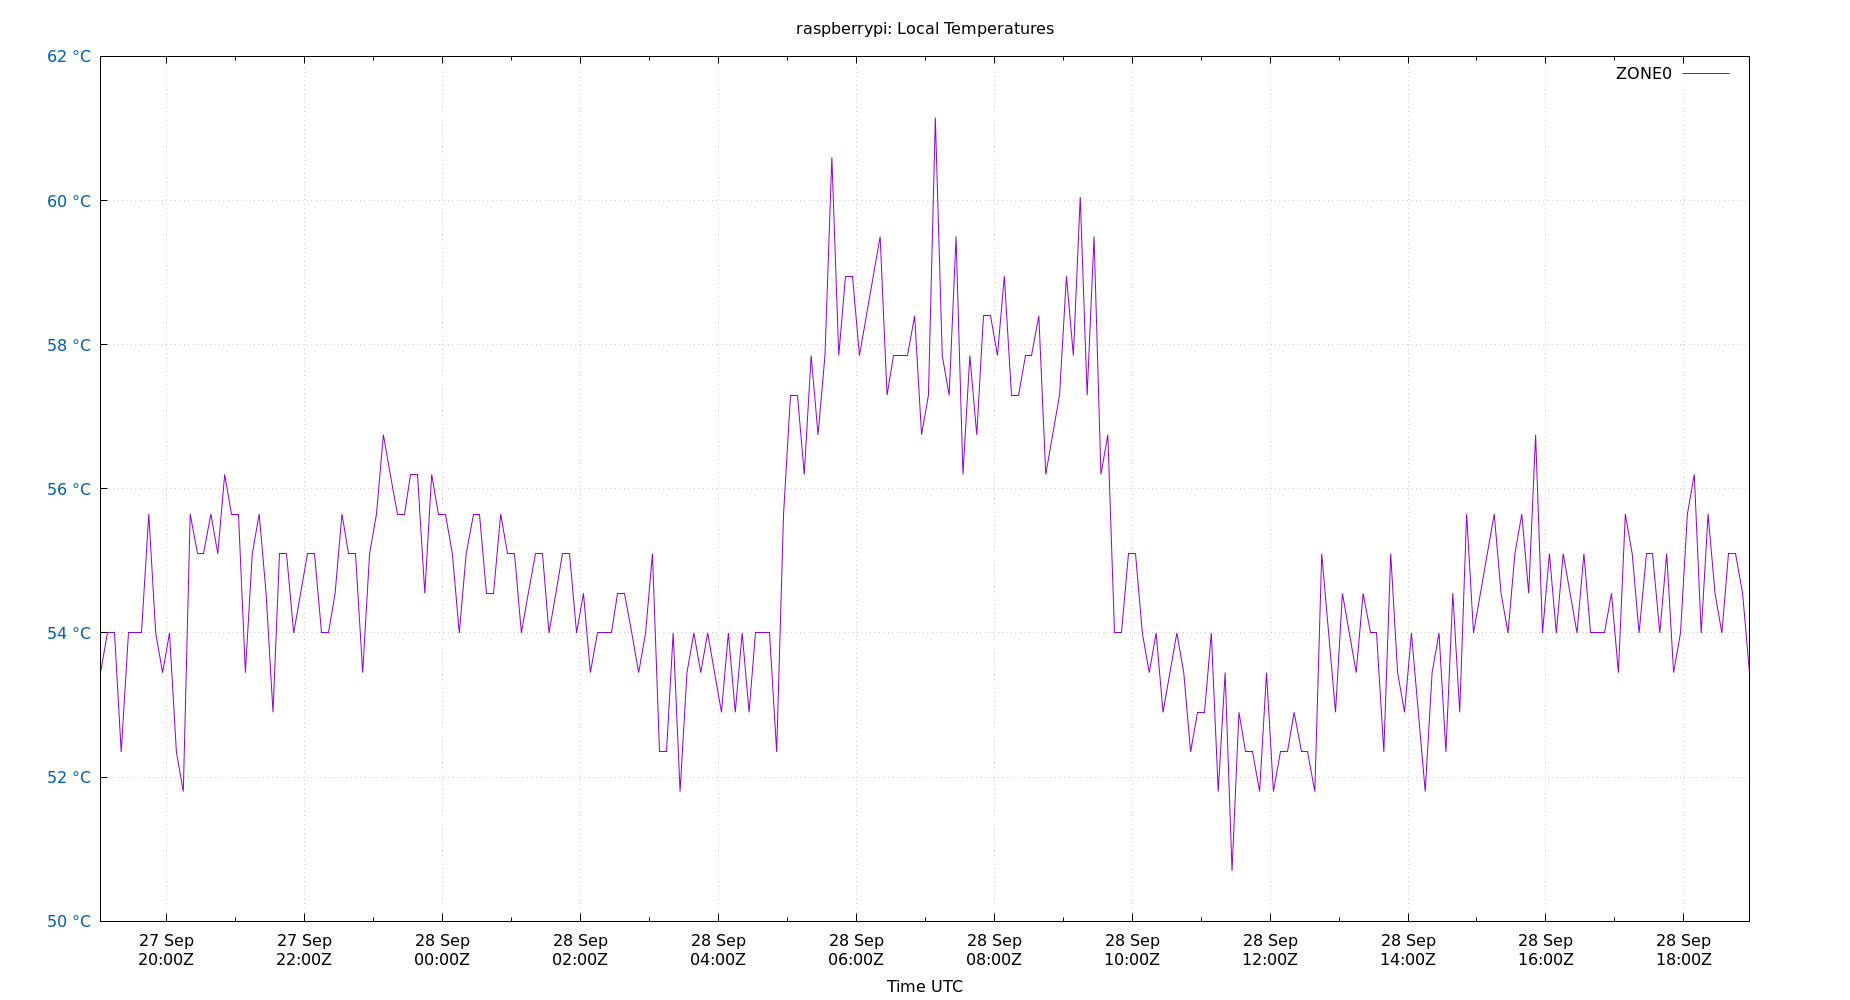 raspberrypi: Local Temperatures
62 °C
ZONE0
60 °C
58 °C
56 °C
54 °C
52 °C
50 °C
27 Sep 27 Sep 28 Sep 28 Sep 28 Sep 28 Sep 28 Sep 28 Sep 28 Sep 28 Sep 28 Sep 28 Sep
20:00Z 22:00Z 00:00Z 02:00Z 04:00Z 06:00Z 08:00Z 10:00Z 12:00Z 14:00Z 16:00Z 18:00Z
Time UTC